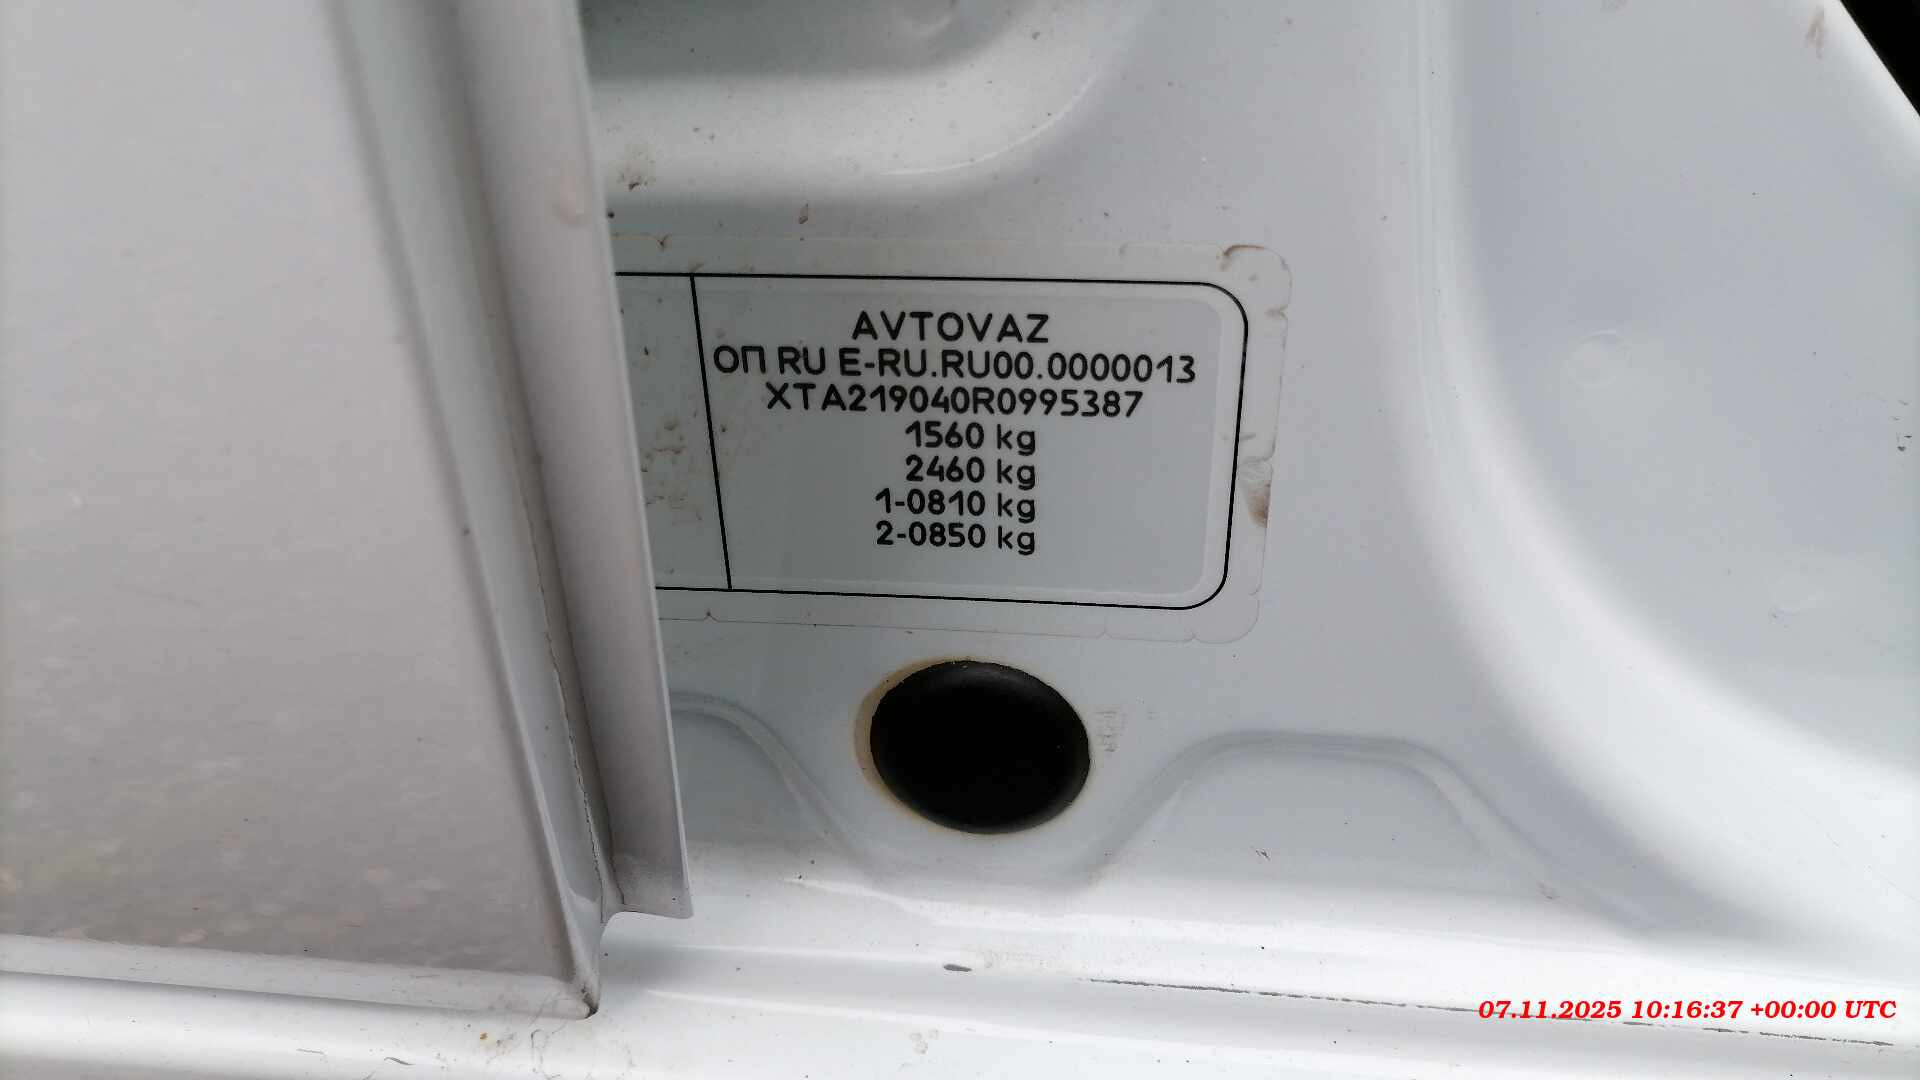 AVTOVAZ
ОП RU E-RU.RU00.0000013
XTA219040R0995387
1560 kg
2460 kg
1-0810 kg
2-0850 kg
07.11.2025 10:16:37 +00:00 UTC